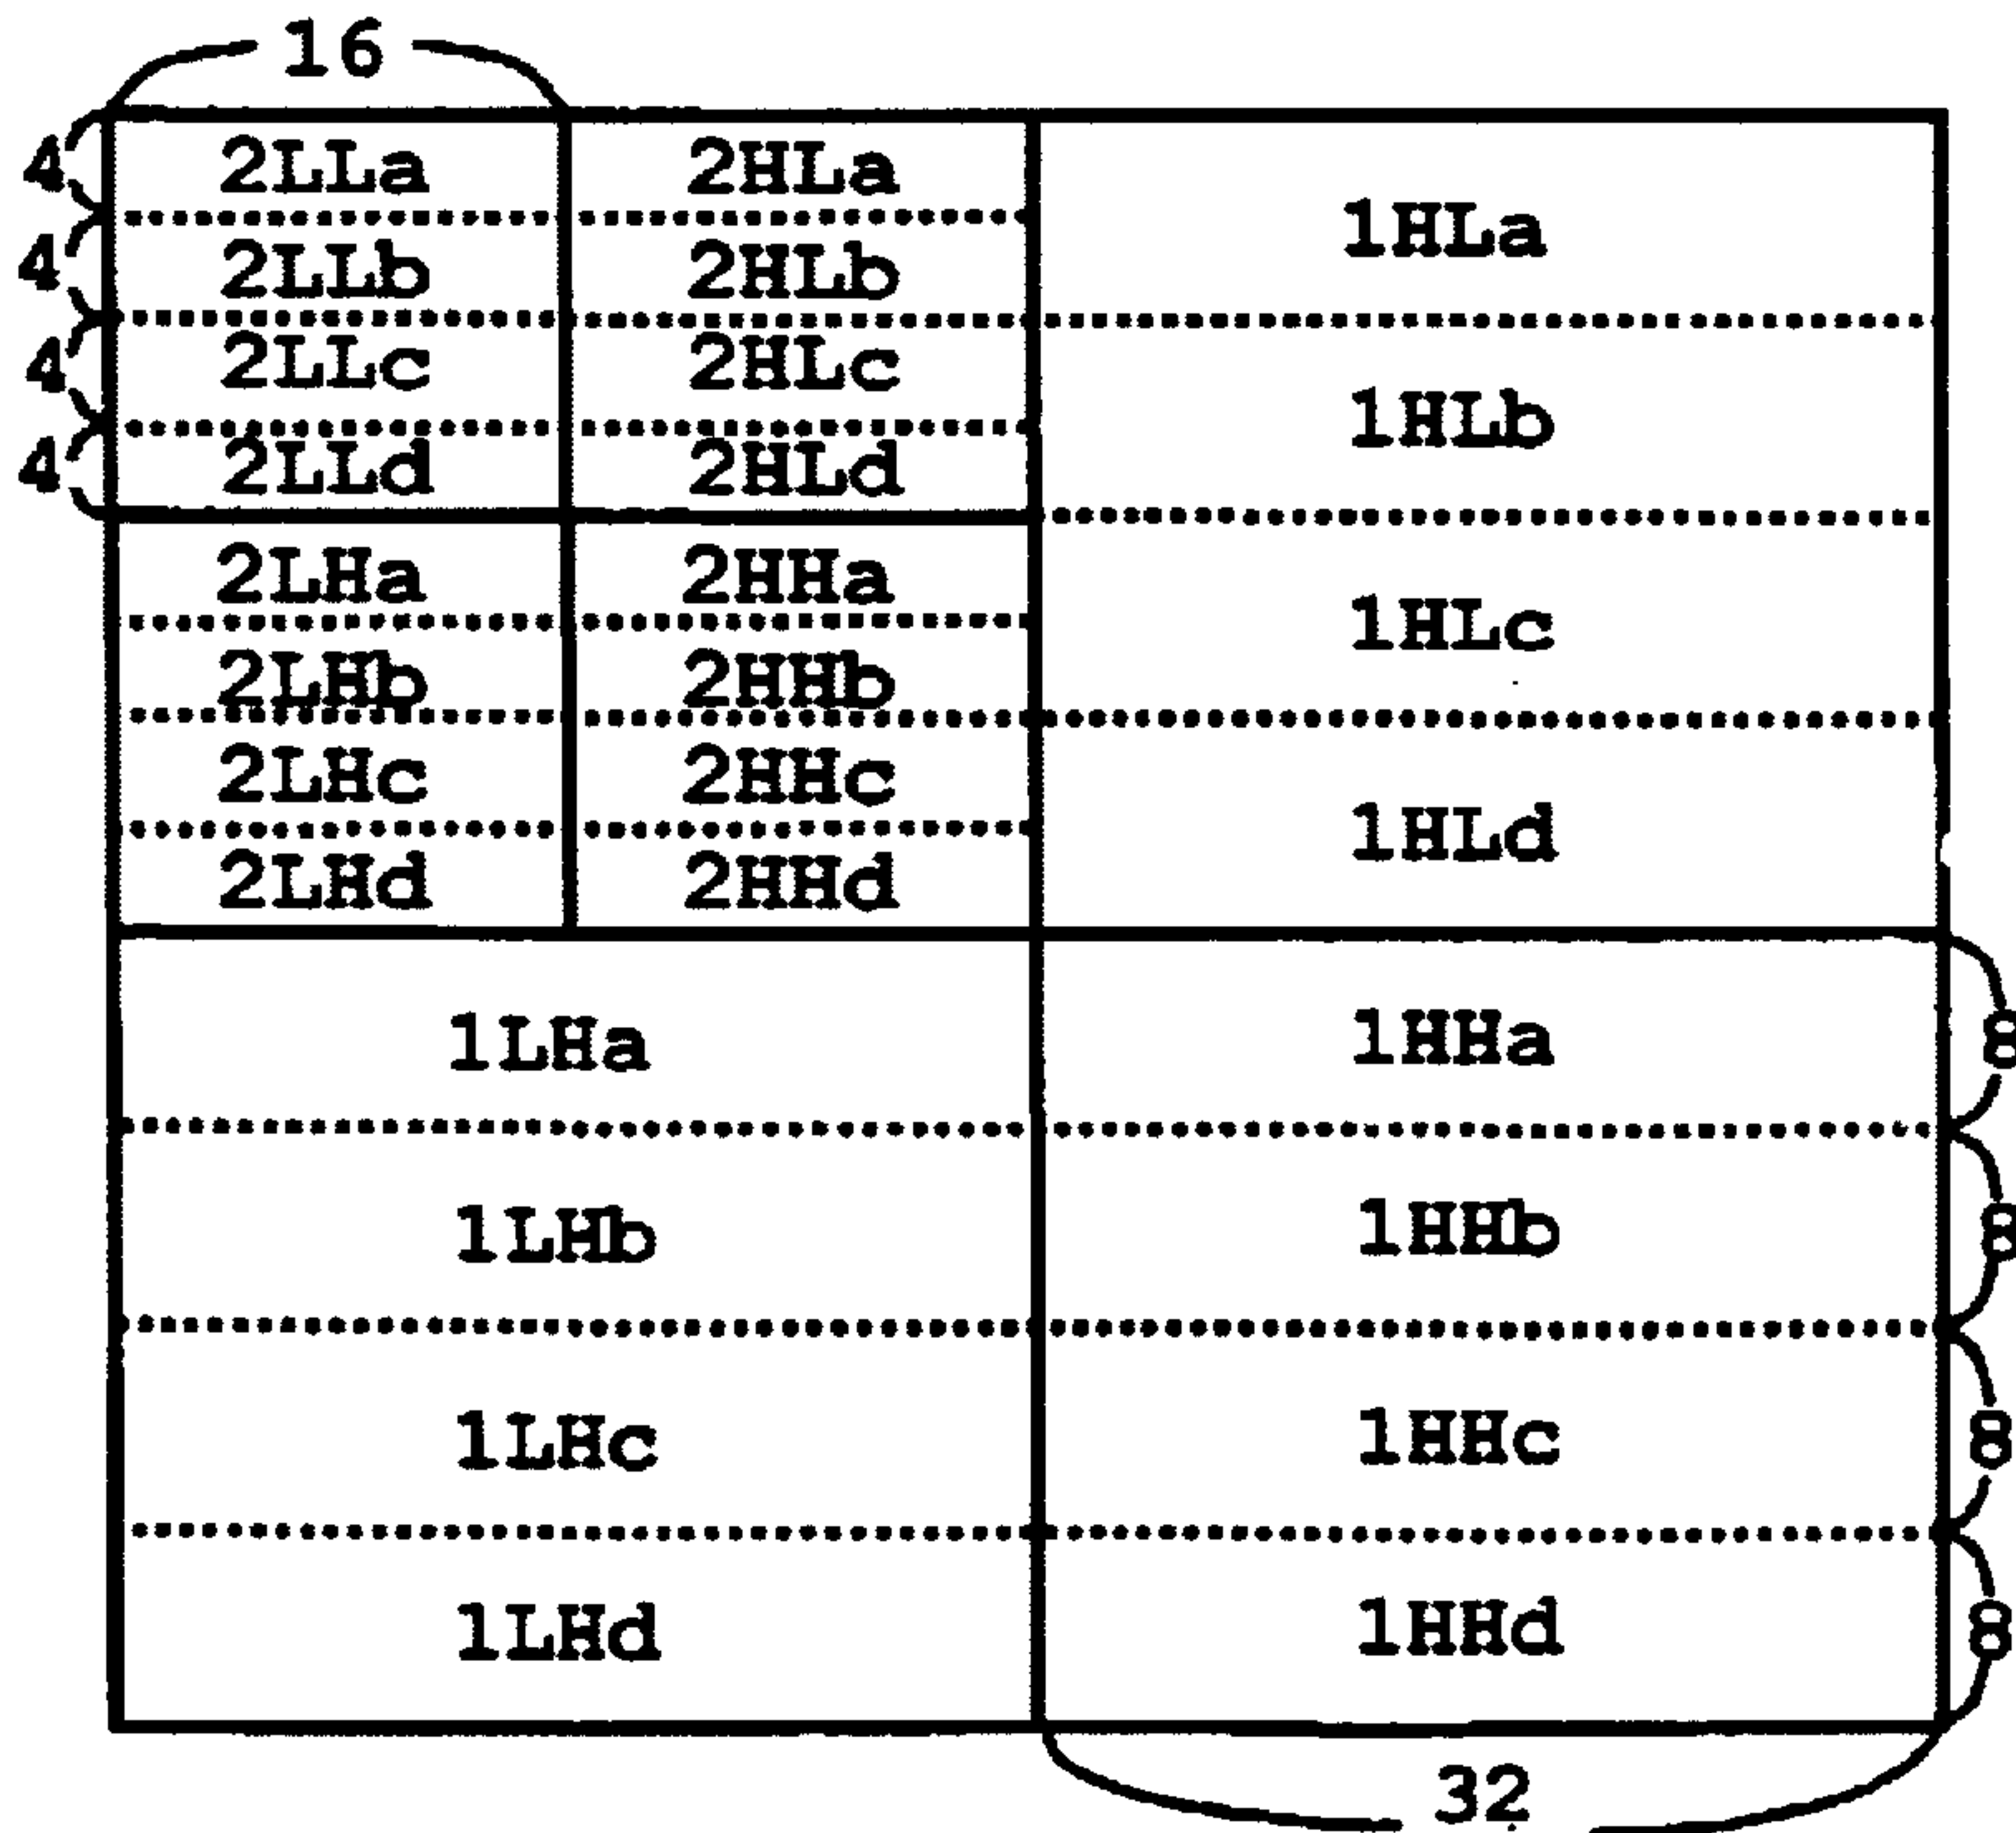 16
4 2LLa 2HLa
1HLa
4 2LLb 2HLb
4 2LLc 2HLc
1HLb
4 2LLd 2HLd
2LHa 2HHa
1HLc
2LHb 2HHb
2LHc 2HHc
1HLd
2LHd 2HHd
1LHa 1HHa 8
1LHb 1HHb 8
1LHc 1HHc 8
1LHd 1HHd 8
32